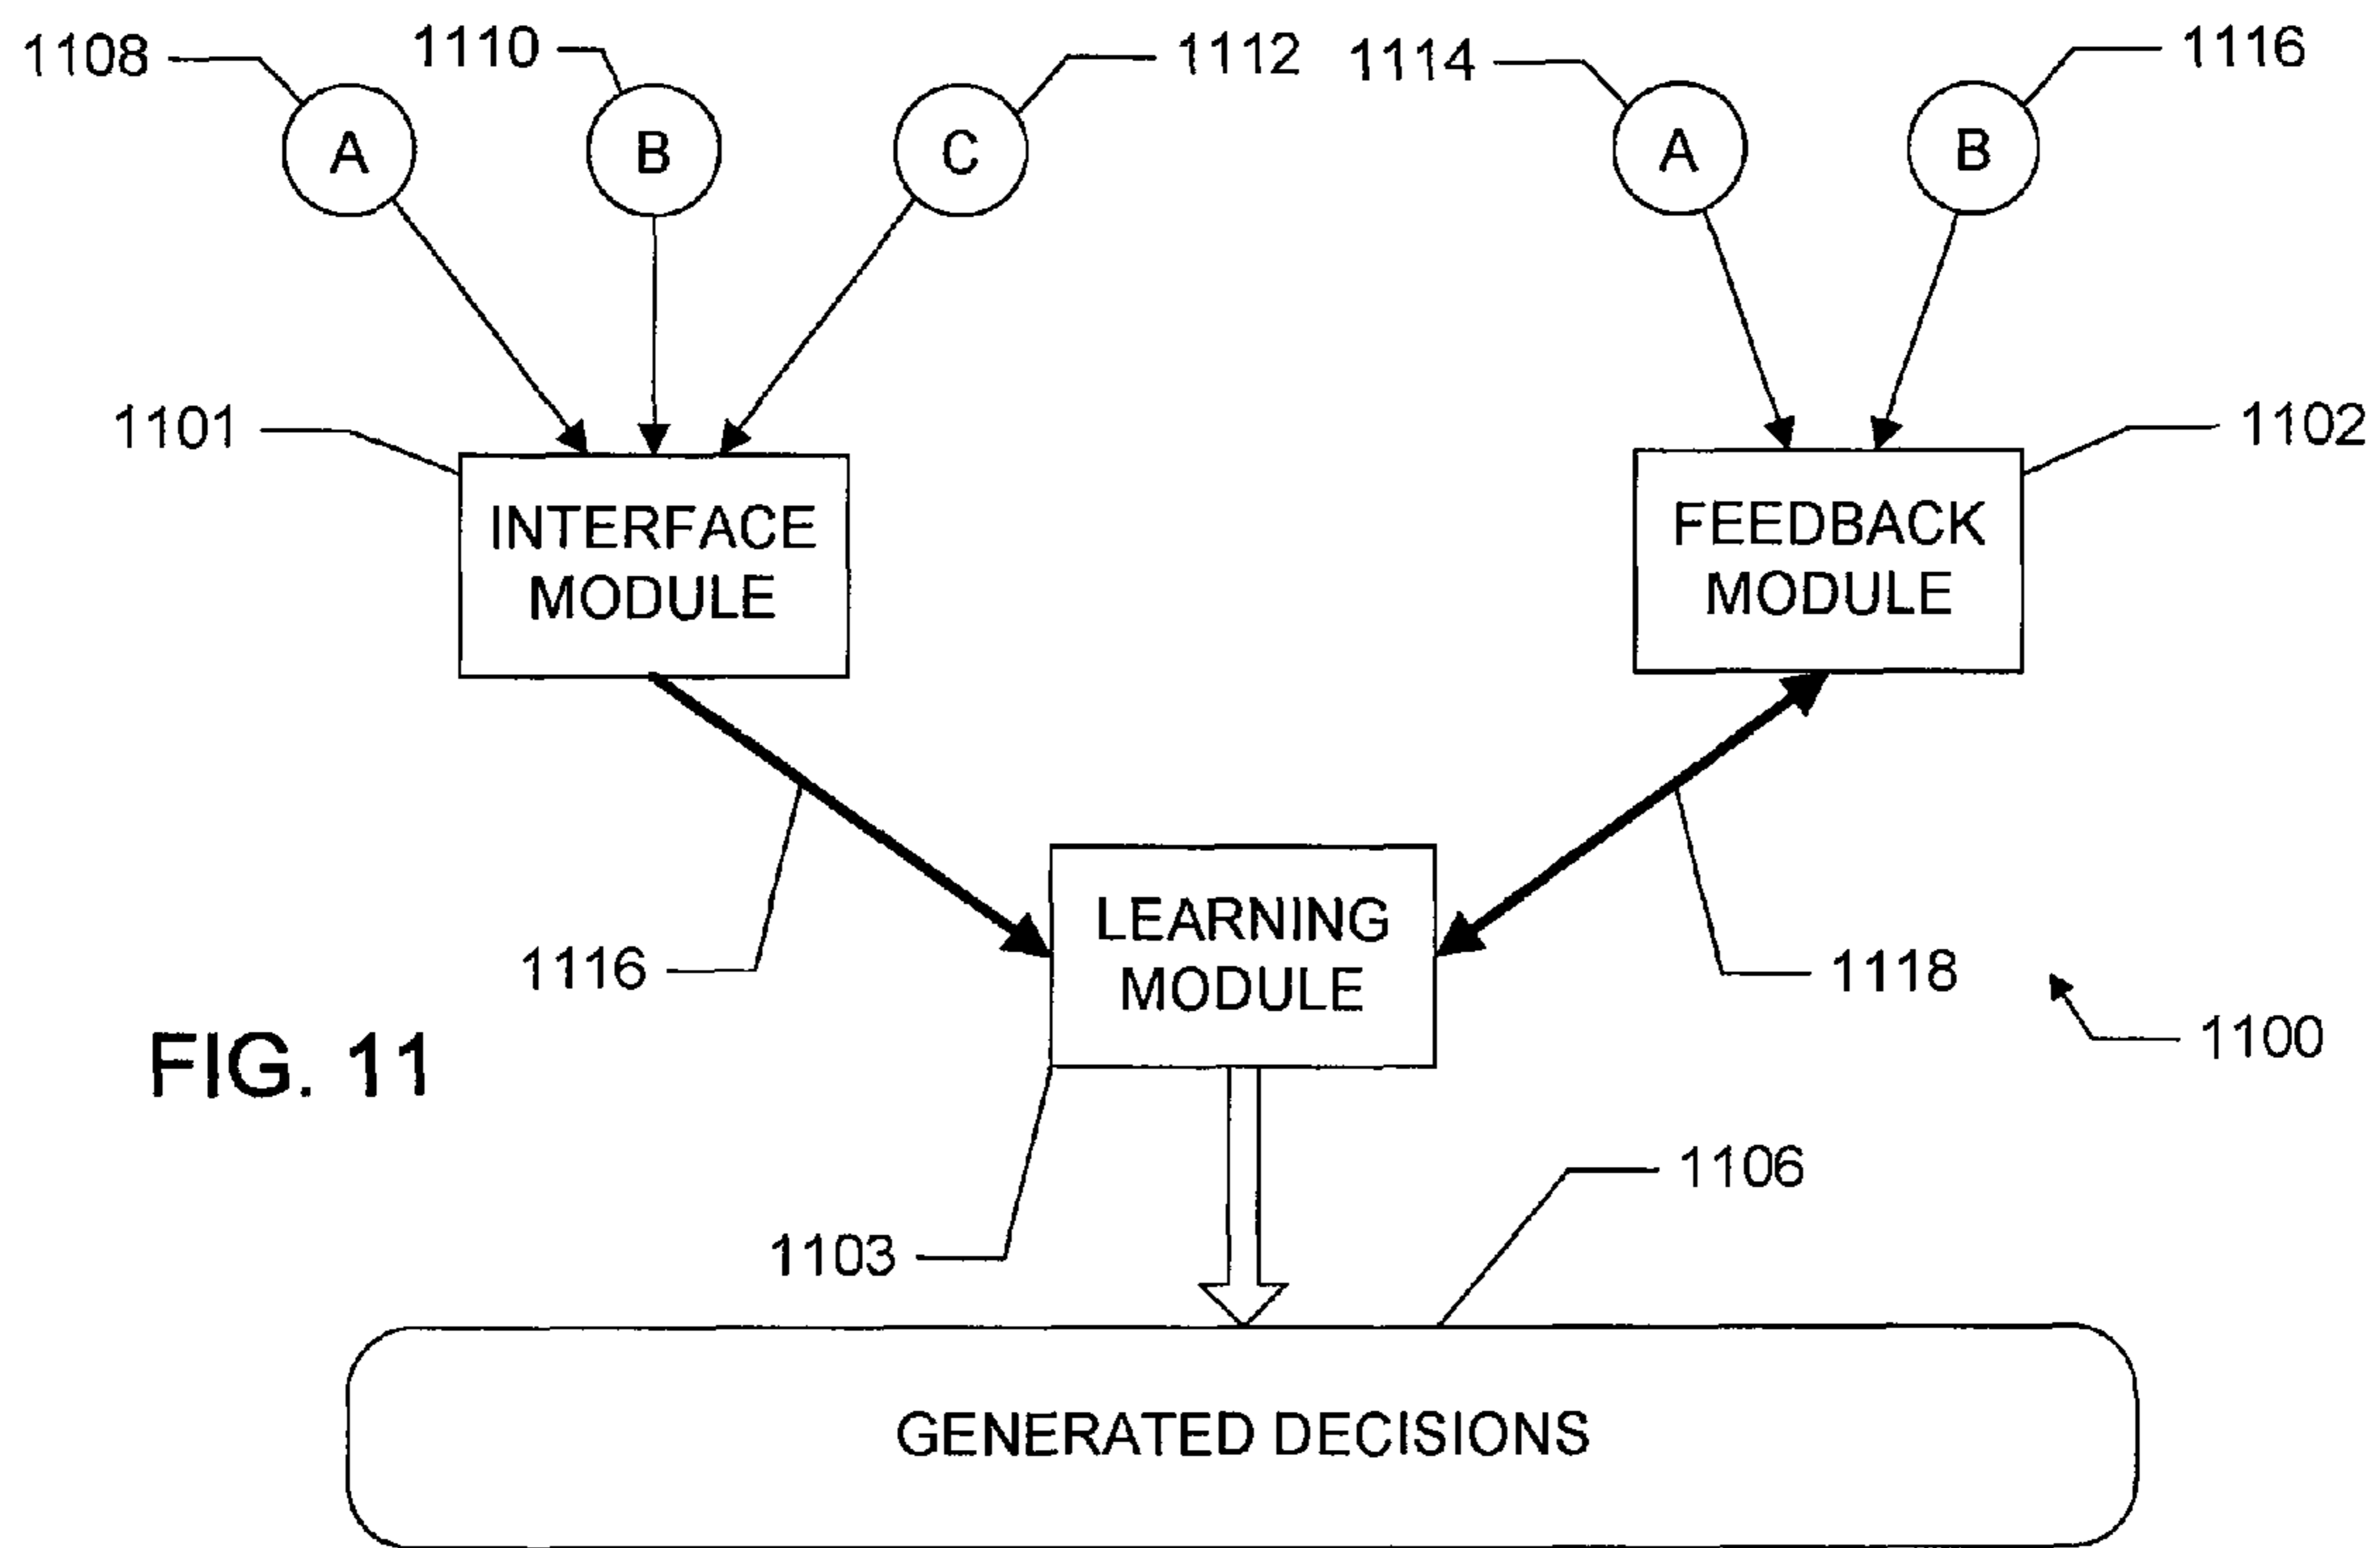 1108
1110
1112
1114
1116
A
B
C
A
B
1101
1102
INTERFACE
MODULE
FEEDBACK
MODULE
LEARNING
MODULE
1116
1118
1100
FIG. 11
1103
1106
GENERATED DECISIONS